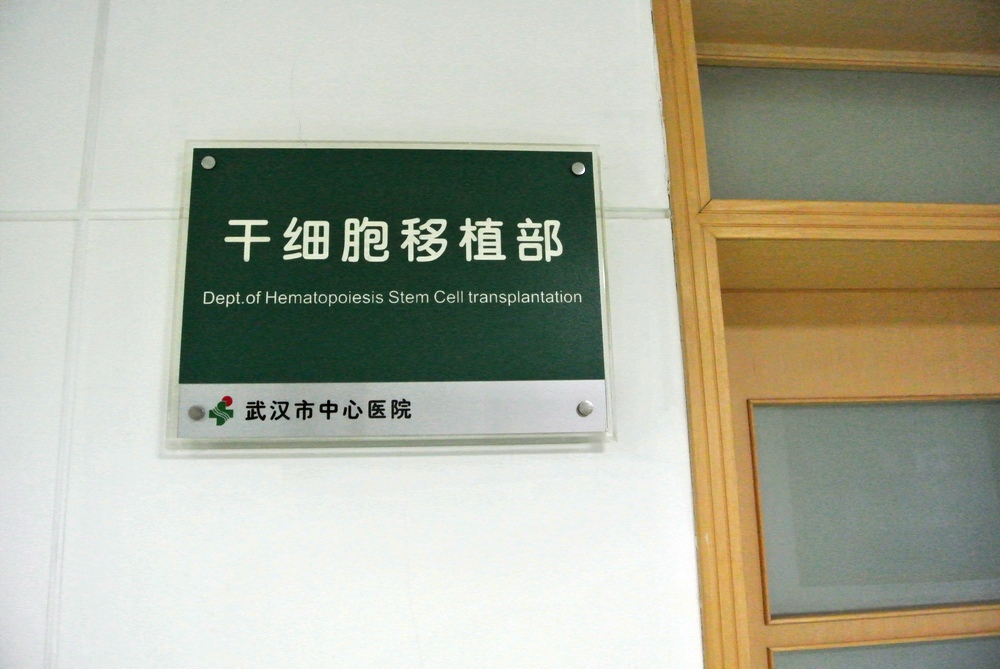 干细胞移植部
Dept.of Hematopoiesis Stem Cell transplantation
武汉市中心医院